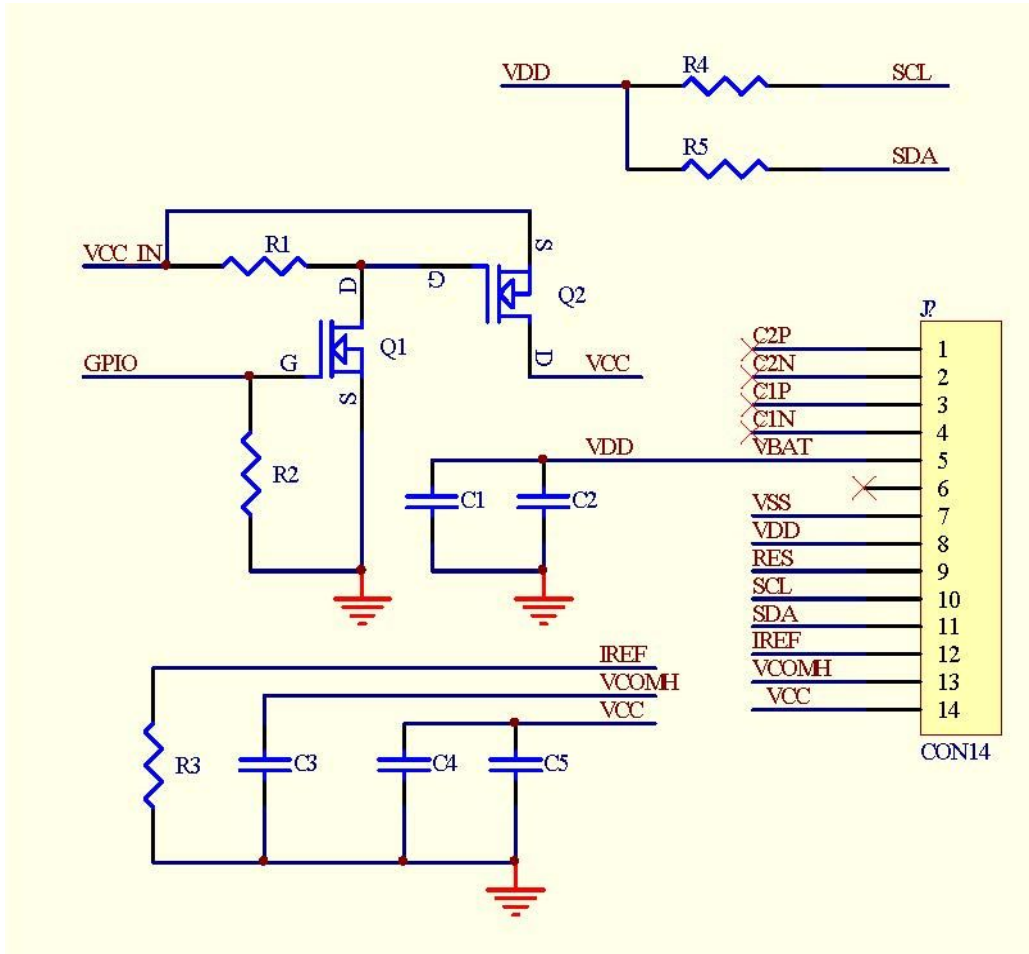 VDD R4 SCL
R5 SDA
VCC_IN R1 D G S Q2
D VCC
GPIO G Q1
S
R2
VDD
C1 C2
J?
C2P 1
C2N 2
C1P 3
C1N 4
VBAT 5
6
VSS 7
VDD 8
RES 9
SCL 10
SDA 11
IREF 12
VCOMH 13
VCC 14
CON14
IREF
VCOMH
VCC
R3 C3 C4 C5